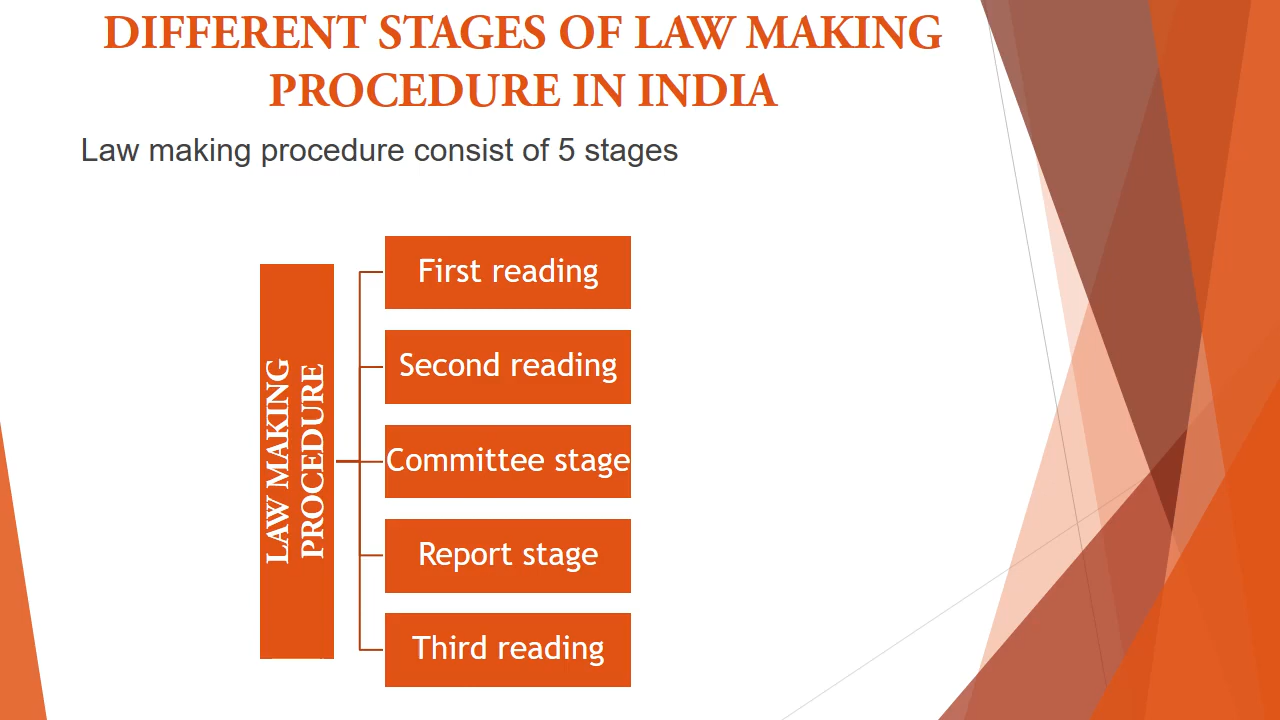 DIFFERENT STAGES OF LAW MAKING
PROCEDURE IN INDIA
Law making procedure consist of 5 stages
LAW MAKING
PROCEDURE
First reading
Second reading
Committee stage
Report stage
Third reading